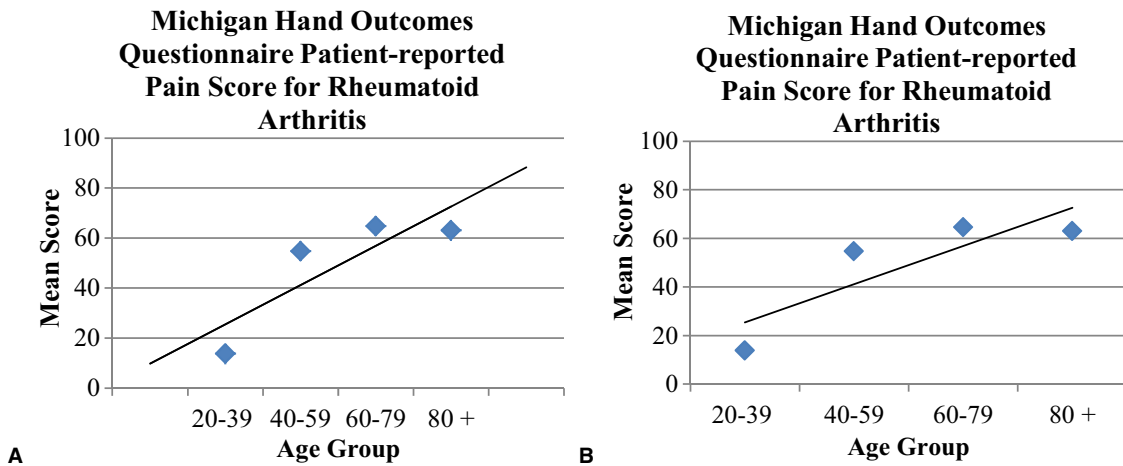 Michigan Hand Outcomes
Questionnaire Patient-reported
Pain Score for Rheumatoid
Arthritis
100
80
60
40
20
0
Mean Score
20-39 40-59 60-79 80 +
Age Group
A
Michigan Hand Outcomes
Questionnaire Patient-reported
Pain Score for Rheumatoid
Arthritis
100
80
60
40
20
0
Mean Score
20-39 40-59 60-79 80 +
Age Group
B